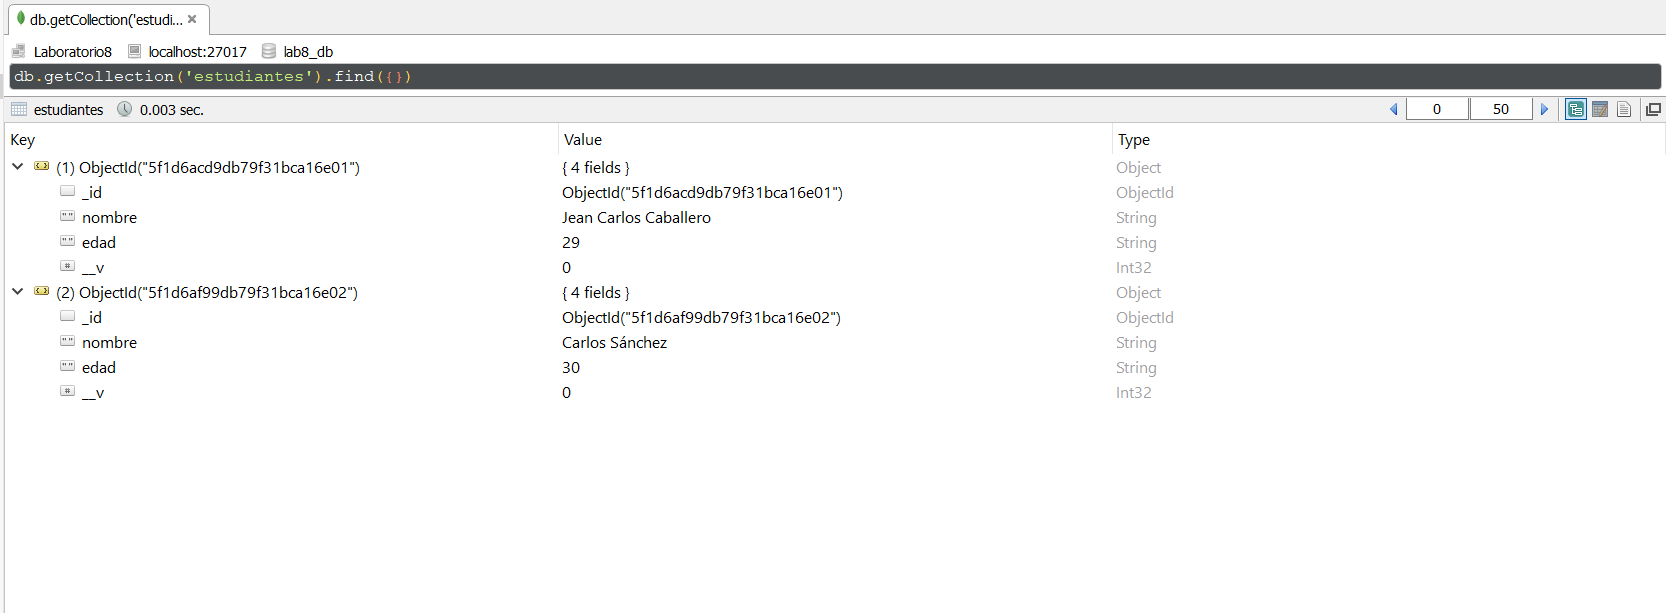 db.getCollection('estudi...
Laboratorio8 localhost:27017 lab8_db
db.getCollection('estudiantes').find({})
estudiantes 0.003 sec. 0 50
Key Value Type
(1) ObjectId("5f1d6acd9db79f31bca16e01") { 4 fields } Object
_id ObjectId("5f1d6acd9db79f31bca16e01") ObjectId
nombre Jean Carlos Caballero String
edad 29 String
__v 0 Int32
(2) ObjectId("5f1d6af99db79f31bca16e02") { 4 fields } Object
_id ObjectId("5f1d6af99db79f31bca16e02") ObjectId
nombre Carlos Sánchez String
edad 30 String
__v 0 Int32